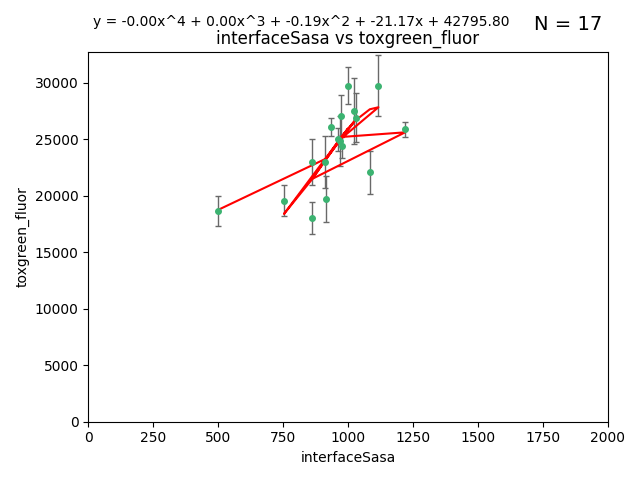 y = -0.00x^4 + 0.00x^3 + -0.19x^2 + -21.17x + 42795.80
N = 17
interfaceSasa vs toxgreen_fluor
30000
25000
20000
15000
10000
5000
0
toxgreen_fluor
0 250 500 750 1000 1250 1500 1750 2000
interfaceSasa